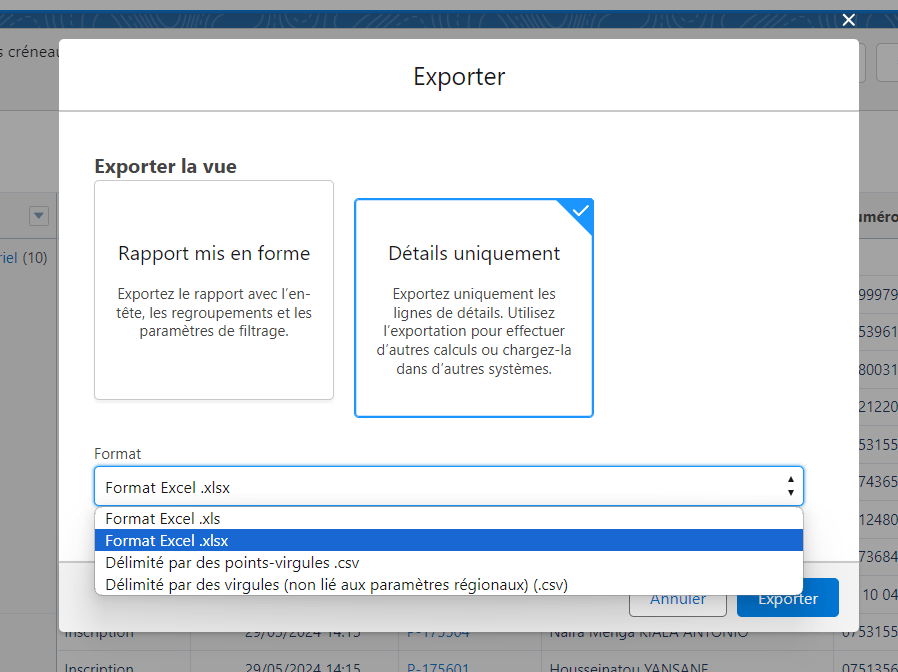 s créneau
Exporter
Exporter la vue
Rapport mis en forme
Exportez le rapport avec l'en-
tête, les regroupements et les
paramètres de filtrage.
Détails uniquement
Exportez uniquement les
lignes de détails. Utilisez
l'exportation pour effectuer
d'autres calculs ou chargez-la
dans d'autres systèmes.
Format
Format Excel .xlsx
Format Excel .xls
Format Excel .xlsx
Délimité par des points-virgules .csv
Délimité par des virgules (non lié aux paramètres régionaux) (.csv)
Annuler
Exporter
riel (10)
uméro
99979
53961
80031
21220
53155
74365
12480
73684
10 04
Inscription 29/05/2024 14:15 P-175504 Naira Menga KIALA ANTONIO 0753155
Inscription 29/05/2024 14:15 P-175601 Housseinatou YANSANE 0751356